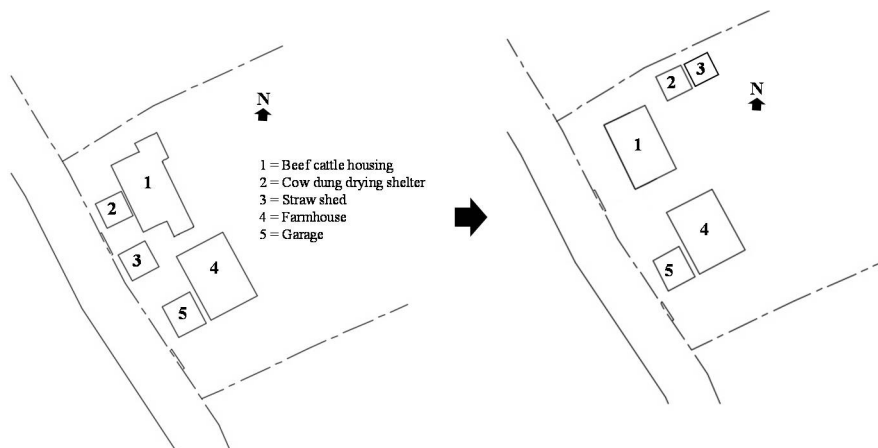 N
1
2
3
4
5
1 = Beef cattle housing
2 = Cow dung drying shelter
3 = Straw shed
4 = Farmhouse
5 = Garage
N
2
3
1
4
5